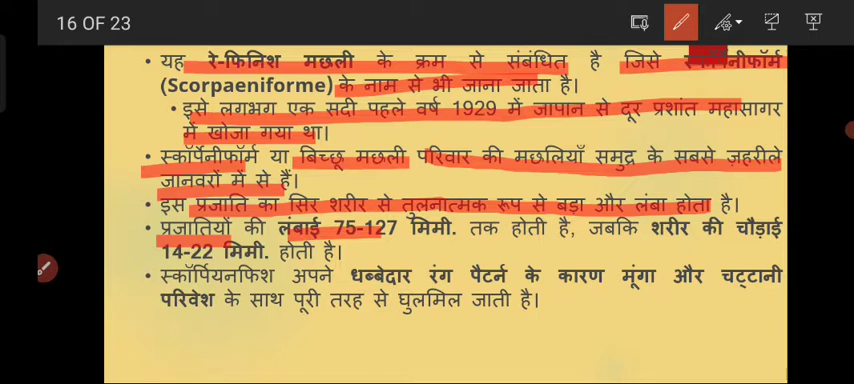 16 OF 23
• यह रे-फिनिश मछली के क्रम से संबंधित है जिसे स्कॉर्पेनीफॉर्म
(Scorpaeniforme) के नाम से भी जाना जाता है।
• इसे लगभग एक सदी पहले वर्ष 1929 में जापान से दूर प्रशांत महासागर
में खोजा गया था।
• स्कॉर्पेनीफॉर्म या बिच्छू मछली परिवार की मछलियाँ समुद्र के सबसे ज़हरीले
जानवरों में से हैं।
• इस प्रजाति का सिर शरीर से तुलनात्मक रूप से बड़ा और लंबा होता है।
• प्रजातियों की लंबाई 75-127 मिमी. तक होती है, जबकि शरीर की चौड़ाई
14-22 मिमी. होती है।
• स्कॉर्पियनफिश अपने धब्बेदार रंग पैटर्न के कारण मूंगा और चट्टानी
परिवेश के साथ पूरी तरह से घुलमिल जाती है।